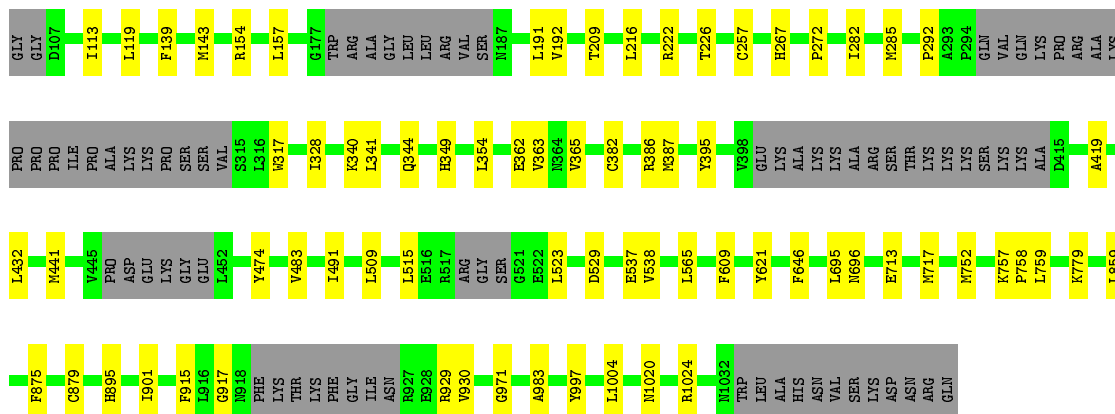 GLY GLY D107 I113 L119 F139 M143 R154 L157 G177 TRP ARG ALA GLY LEU LEU ARG VAL SER N187 L191 V192 T209 L216 R222 T226 C257 H267 P272 I282 M285 P292 A293 P294 GLN VAL GLN LYS PRO ARG ALA LYS
PRO PRO PRO ILE PRO ALA LYS LYS PRO SER SER VAL S315 L316 W317 I328 K340 L341 Q344 H349 L354 E362 V363 N364 V365 C382 R386 M387 Y395 V398 GLU LYS ALA LYS LYS ALA ARG SER THR LYS LYS LYS SER LYS LYS ALA D415 A419
L432 M441 V445 PRO ASP GLU LYS GLY GLU L452 Y474 V483 I491 L509 L515 E516 R517 ARG GLY SER G521 E522 L523 D529 E537 V538 L565 F609 Y621 F646 L695 N696 E713 M717 M752 K757 P758 L759 K779
F875 C879 H895 I901 F915 L916 G917 N918 PHE LYS THR LYS PHE GLY ILE ASN R927 E928 R929 V930 G971 A983 Y997 L1004 N1020 R1024 N1032 TRP LEU ALA HIS ASN VAL SER LYS ASP ASN ARG GLN